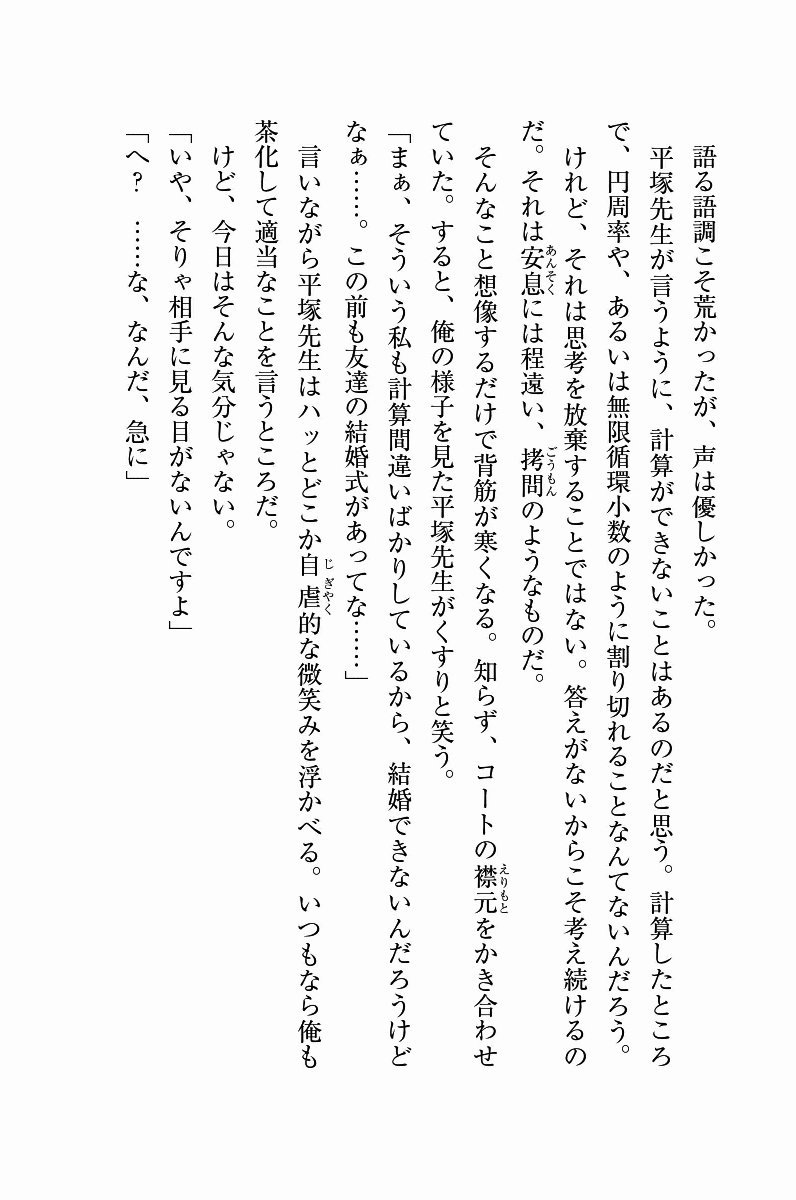 語る語調こそ荒かったが、声は優しかった。
平塚先生が言うように、計算ができないことはあるのだと思う。計算したところ
で、円周率や、あるいは無限循環小数のように割り切れることなんてないんだろう。
けれど、それは思考を放棄することではない。答えがないからこそ考え続けるの
だ。それは安息には程遠い、拷問のようなものだ。
そんなこと想像するだけで背筋が寒くなる。知らず、コートの襟元をかき合わせ
ていた。すると、俺の様子を見た平塚先生がくすりと笑う。
「まぁ、そういう私も計算間違いばかりしているから、結婚できないんだろうけど
なぁ……。この前も友達の結婚式があってな……」
言いながら平塚先生はハッとどこか自虐的な微笑みを浮かべる。いつもなら俺も
茶化して適当なことを言うところだ。
けど、今日はそんな気分じゃない。
「いや、そりゃ相手に見る目がないんですよ」
「へ？　……な、なんだ、急に」